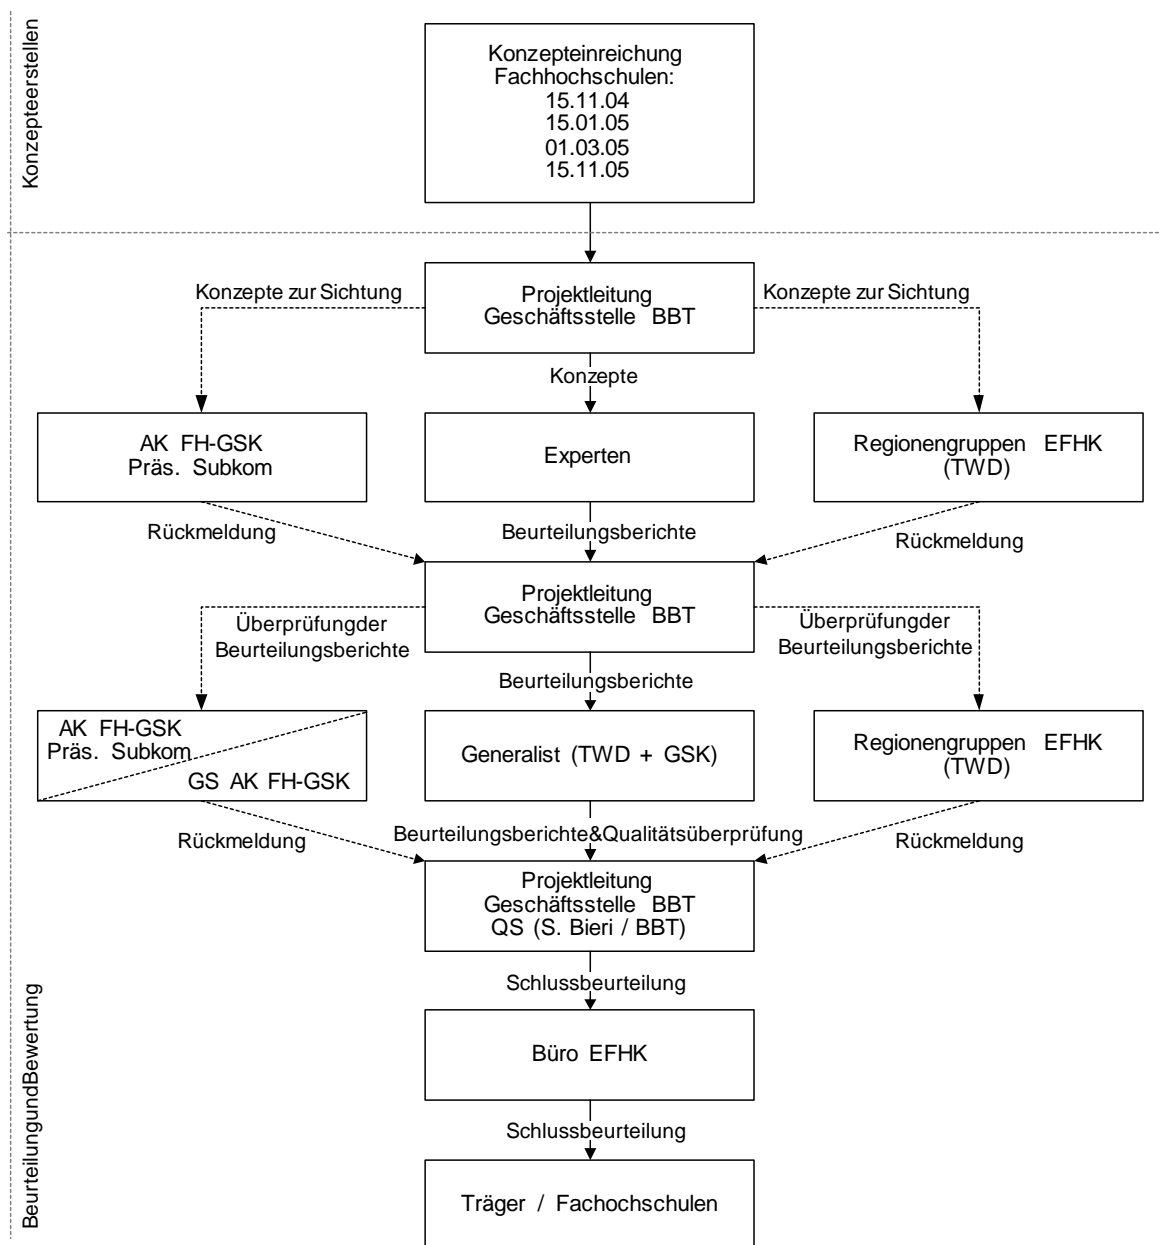 Konzepteerstellen
Konzepteinreichung
Fachhochschulen:
15.11.04
15.01.05
01.03.05
15.11.05
Konzepte zur Sichtung
Projektleitung
Geschäftsstelle BBT
Konzepte zur Sichtung
Konzepte
AK FH-GSK
Präs. Subkom
Experten
Regionengruppen EFHK
(TWD)
Rückmeldung
Beurteilungsberichte
Rückmeldung
Projektleitung
Geschäftsstelle BBT
Überprüfungder
Beurteilungsberichte
Überprüfungder
Beurteilungsberichte
Beurteilungsberichte
AK FH-GSK
Präs. Subkom
GS AK FH-GSK
Generalist (TWD + GSK)
Regionengruppen EFHK
(TWD)
Rückmeldung
Beurteilungsberichte&Qualitätsüberprüfung
Rückmeldung
Projektleitung
Geschäftsstelle BBT
QS (S. Bieri / BBT)
Schlussbeurteilung
Büro EFHK
Schlussbeurteilung
Träger / Fachochschulen
BeurteilungundBewertung